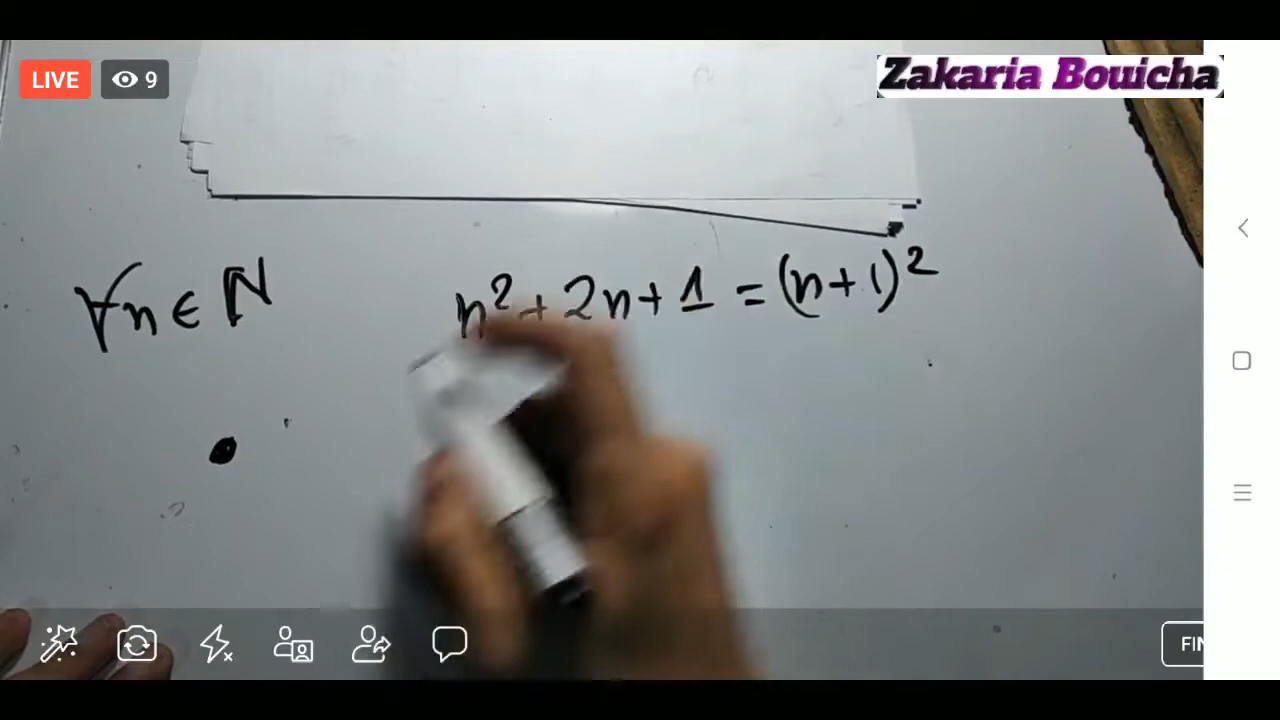 LIVE 9
Zakaria Bouicha
∀n ∈ ℕ n² + 2n + 1 = (n+1)²
FIN